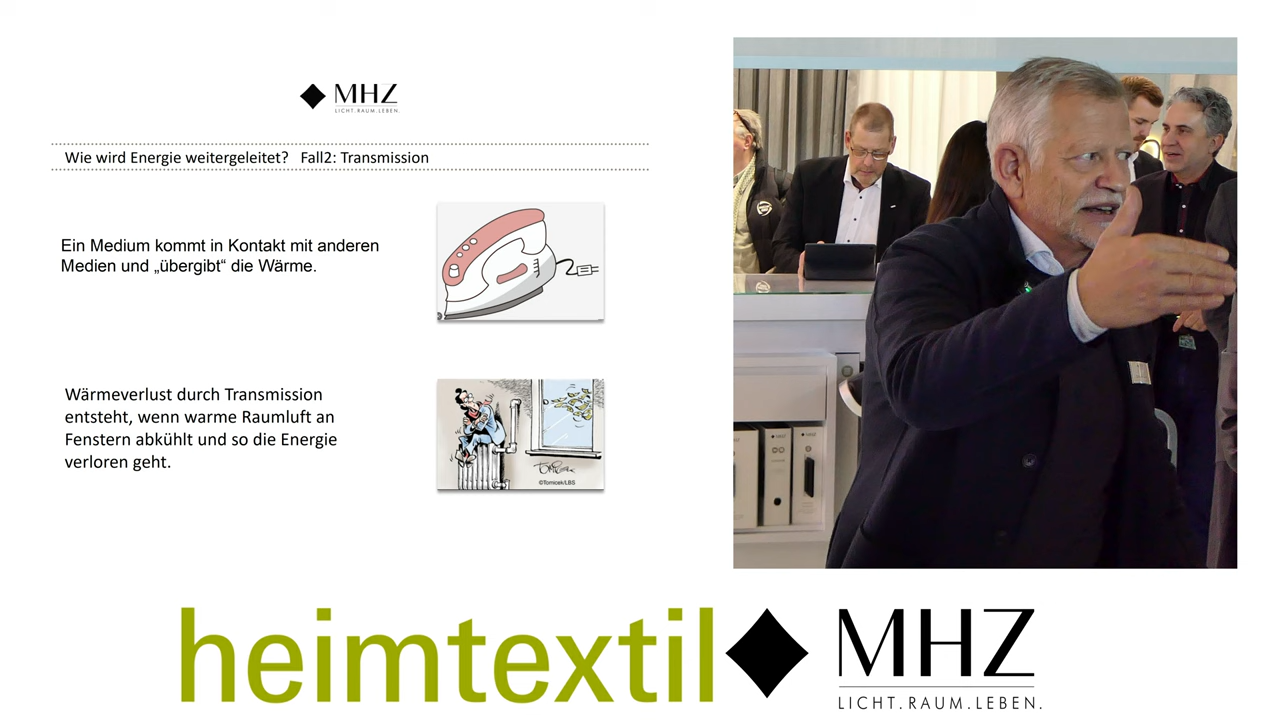 MHZ
LICHT.RAUM.LEBEN.
Wie wird Energie weitergeleitet? Fall2: Transmission
Ein Medium kommt in Kontakt mit anderen
Medien und „übergibt“ die Wärme.
Wärmeverlust durch Transmission
entsteht, wenn warme Raumluft an
Fenstern abkühlt und so die Energie
verloren geht.
©Tomicek/LBS
heimtextil
MHZ
LICHT.RAUM.LEBEN.